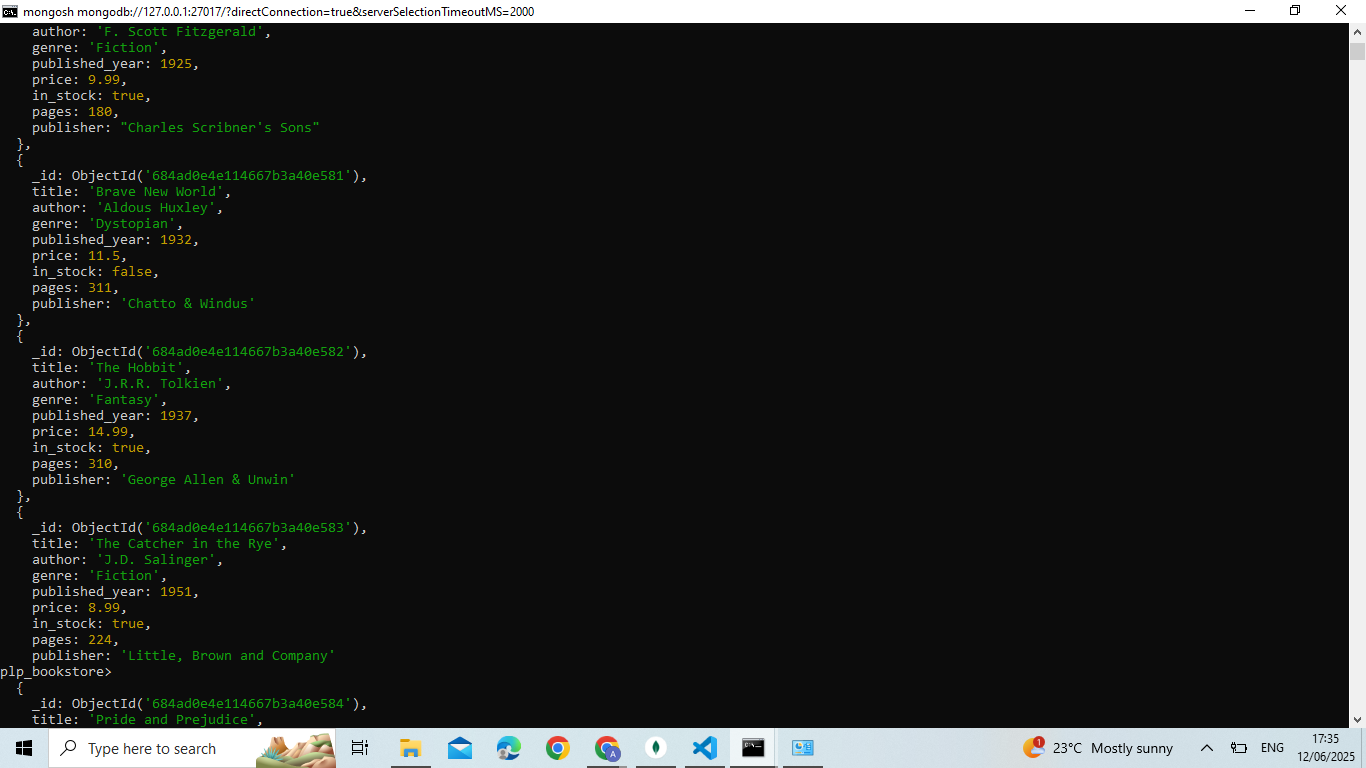 mongosh mongodb://127.0.0.1:27017/?directConnection=true&serverSelectionTimeoutMS=2000
author: 'F. Scott Fitzgerald',
genre: 'Fiction',
published_year: 1925,
price: 9.99,
in_stock: true,
pages: 180,
publisher: "Charles Scribner's Sons"
},
{
_id: ObjectId('684ad0e4e114667b3a40e581'),
title: 'Brave New World',
author: 'Aldous Huxley',
genre: 'Dystopian',
published_year: 1932,
price: 11.5,
in_stock: false,
pages: 311,
publisher: 'Chatto & Windus'
},
{
_id: ObjectId('684ad0e4e114667b3a40e582'),
title: 'The Hobbit',
author: 'J.R.R. Tolkien',
genre: 'Fantasy',
published_year: 1937,
price: 14.99,
in_stock: true,
pages: 310,
publisher: 'George Allen & Unwin'
},
{
_id: ObjectId('684ad0e4e114667b3a40e583'),
title: 'The Catcher in the Rye',
author: 'J.D. Salinger',
genre: 'Fiction',
published_year: 1951,
price: 8.99,
in_stock: true,
pages: 224,
publisher: 'Little, Brown and Company'
plp_bookstore>
{
_id: ObjectId('684ad0e4e114667b3a40e584'),
title: 'Pride and Prejudice',
Type here to search
A
1
23°C Mostly sunny
ENG
17:35
12/06/2025